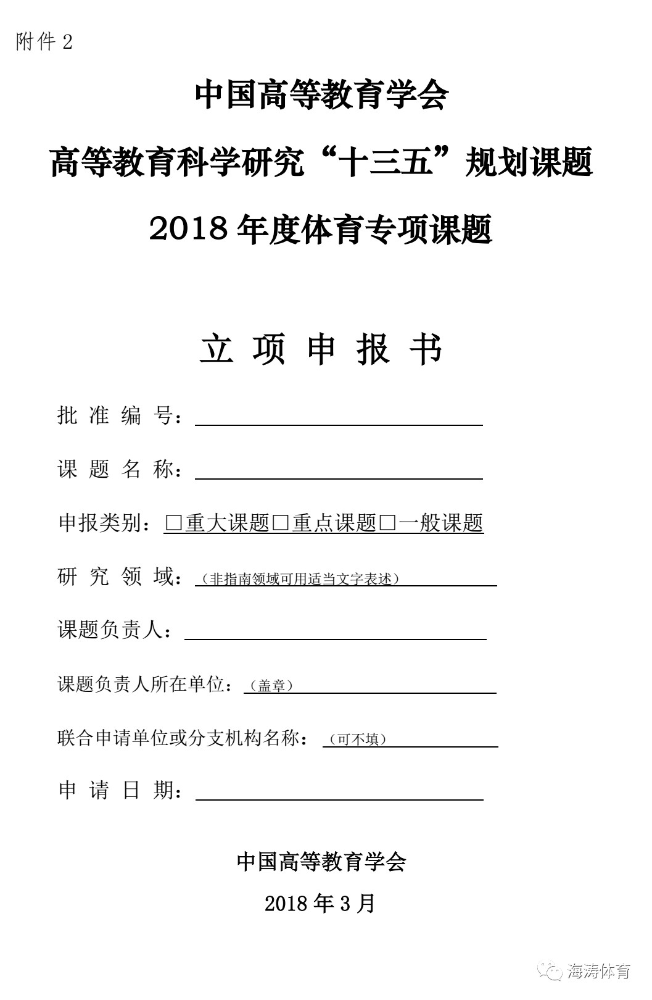 附件 2
中国高等教育学会
高等教育科学研究“十三五”规划课题
2018 年度体育专项课题
立 项 申 报 书
批 准 编 号：
课 题 名 称：
申报类别：□重大课题□重点课题□一般课题
研 究 领 域：（非指南领域可用适当文字表述）
课题负责人：
课题负责人所在单位：（盖章）
联合申请单位或分支机构名称：（可不填）
申 请 日 期：
中国高等教育学会
2018 年 3 月
海涛体育